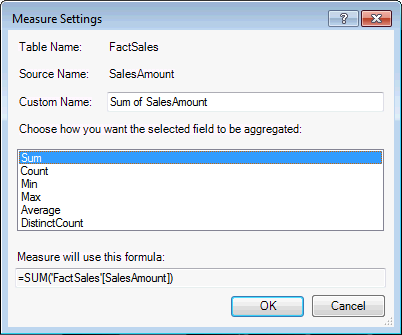 Measure Settings
Table Name: FactSales
Source Name: SalesAmount
Custom Name: Sum of SalesAmount
Choose how you want the selected field to be aggregated:
Sum
Count
Min
Max
Average
DistinctCount
Measure will use this formula:
=SUM('FactSales'[SalesAmount])
OK Cancel